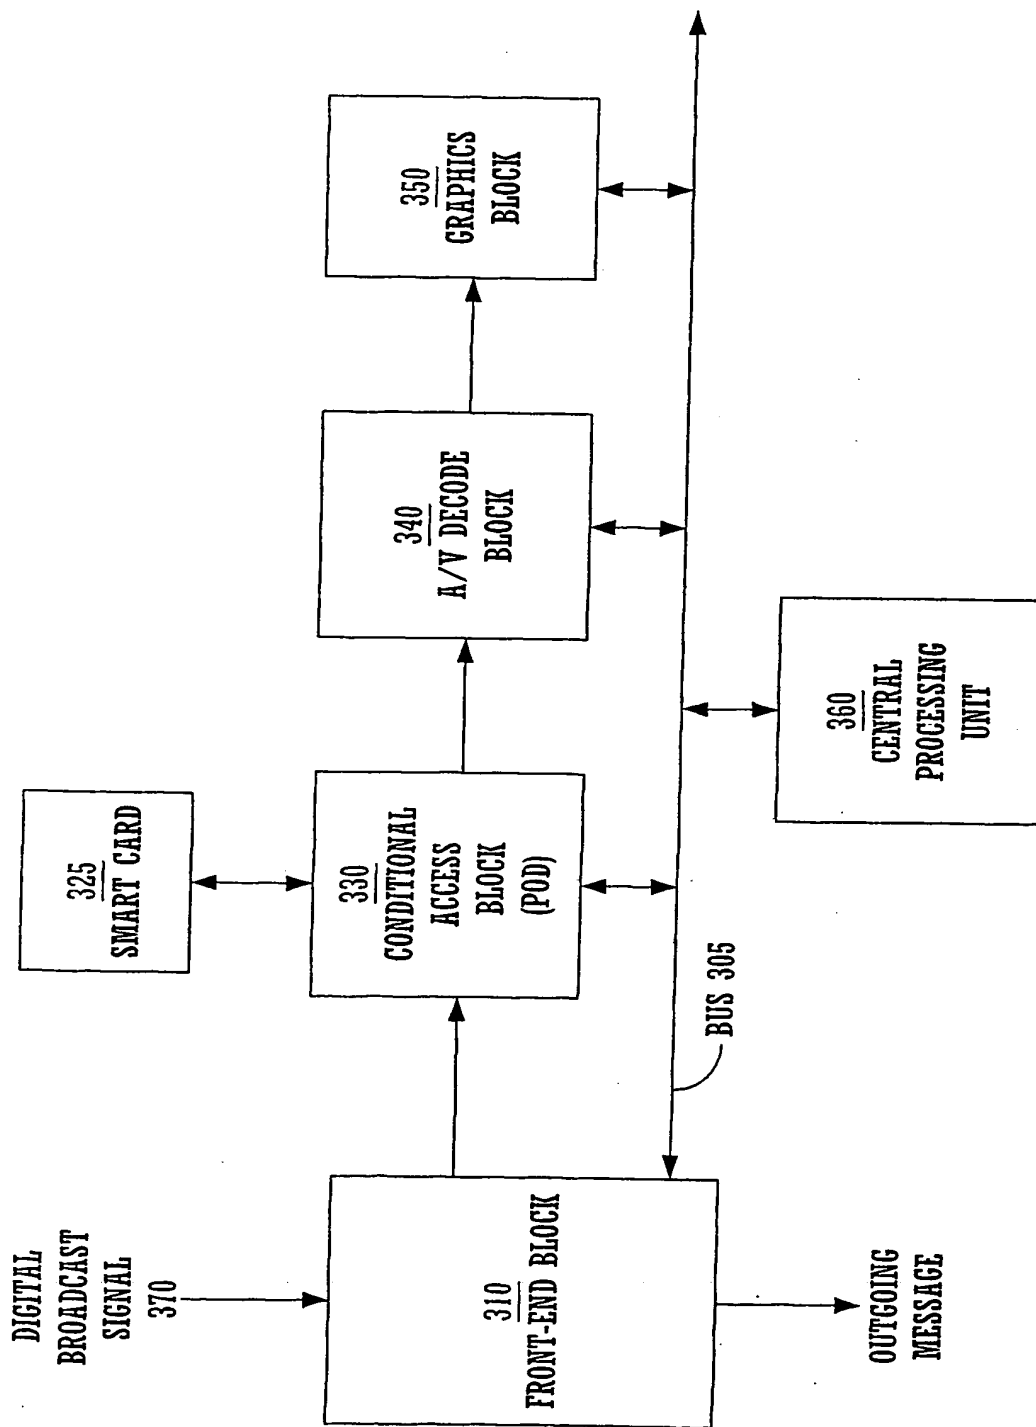 DIGITAL
BROADCAST
SIGNAL
370
310
FRONT-END BLOCK
OUTGOING
MESSAGE
325
SMART CARD
330
CONDITIONAL
ACCESS
BLOCK
(POD)
BUS 305
340
A/V DECODE
BLOCK
360
CENTRAL
PROCESSING
UNIT
350
GRAPHICS
BLOCK